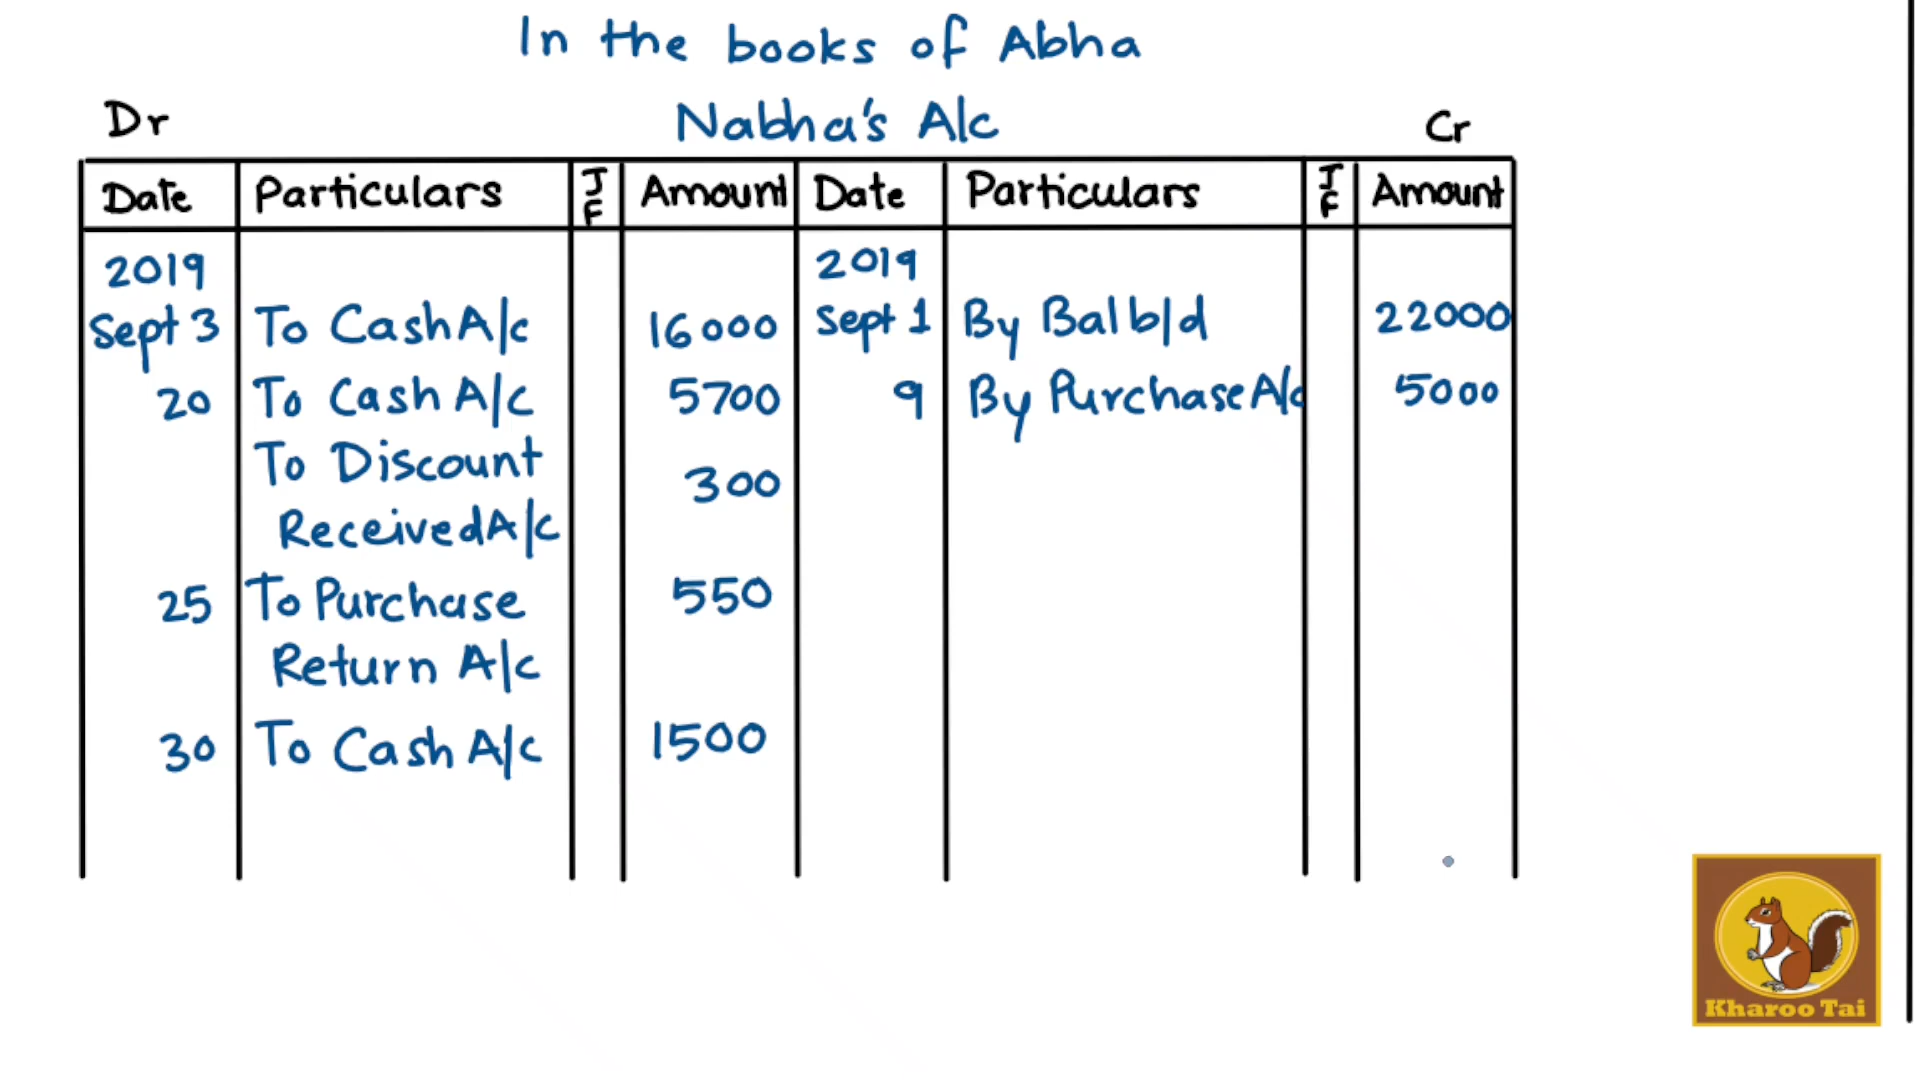 In the books of Abha
Dr Nabha's A/c Cr
Date Particulars JF Amount Date Particulars JF Amount
2019 2019
Sept 3 To Cash A/c 16000 Sept 1 By Bal b/d 22000
20 To Cash A/c 5700 9 By Purchase A/c 5000
To Discount 300
Received A/c
25 To Purchase 550
Return A/c
30 To Cash A/c 1500
Kharoo Tai